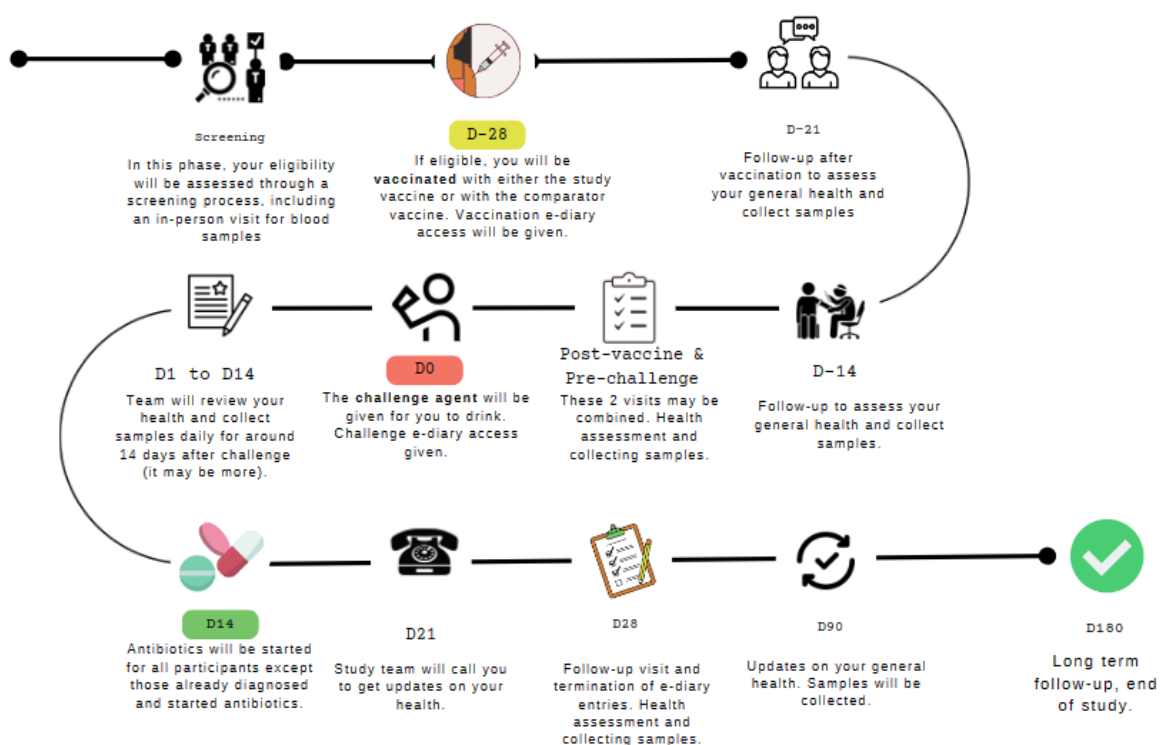 Screening
In this phase, your eligibility
will be assessed through a
screening process, including
an in-person visit for blood
samples
D-28
If eligible, you will be
vaccinated with either the study
vaccine or with the comparator
vaccine. Vaccination e-diary
access will be given.
D-21
Follow-up after
vaccination to assess
your general health and
collect samples
D-14
Follow-up to assess your
general health and collect
samples.
Post-vaccine &
Pre-challenge
These 2 visits may be
combined. Health
assessment and
collecting samples.
D0
The challenge agent will be
given for you to drink.
Challenge e-diary access
given.
D1 to D14
Team will review your
health and collect
samples daily for around
14 days after challenge
(it may be more).
D14
Antibiotics will be started
for all participants except
those already diagnosed
and started antibiotics.
D21
Study team will call you
to get updates on your
health.
D28
Follow-up visit and
termination of e-diary
entries. Health
assessment and
collecting samples.
D90
Updates on your general
health. Samples will be
collected.
D180
Long term
follow-up, end
of study.